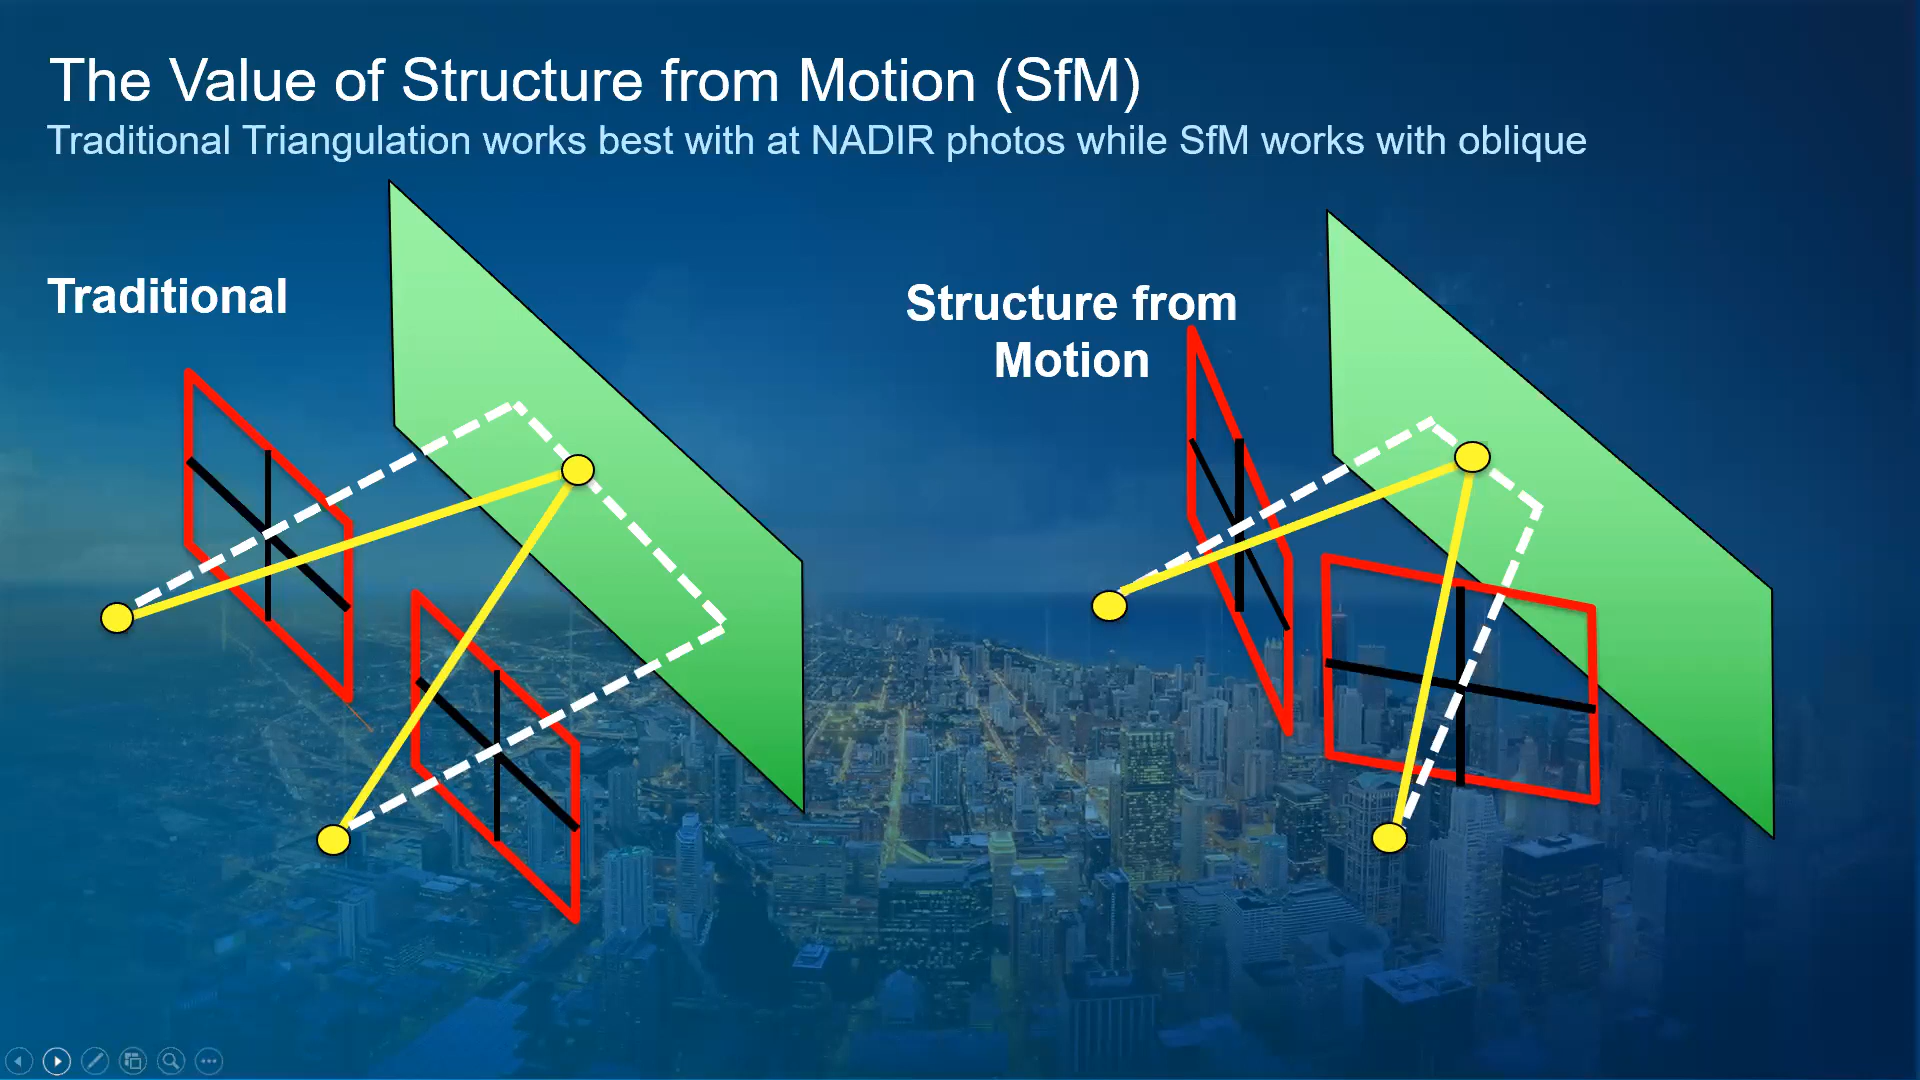 The Value of Structure from Motion (SfM)
Traditional Triangulation works best with at NADIR photos while SfM works with oblique
Traditional
Structure from
Motion